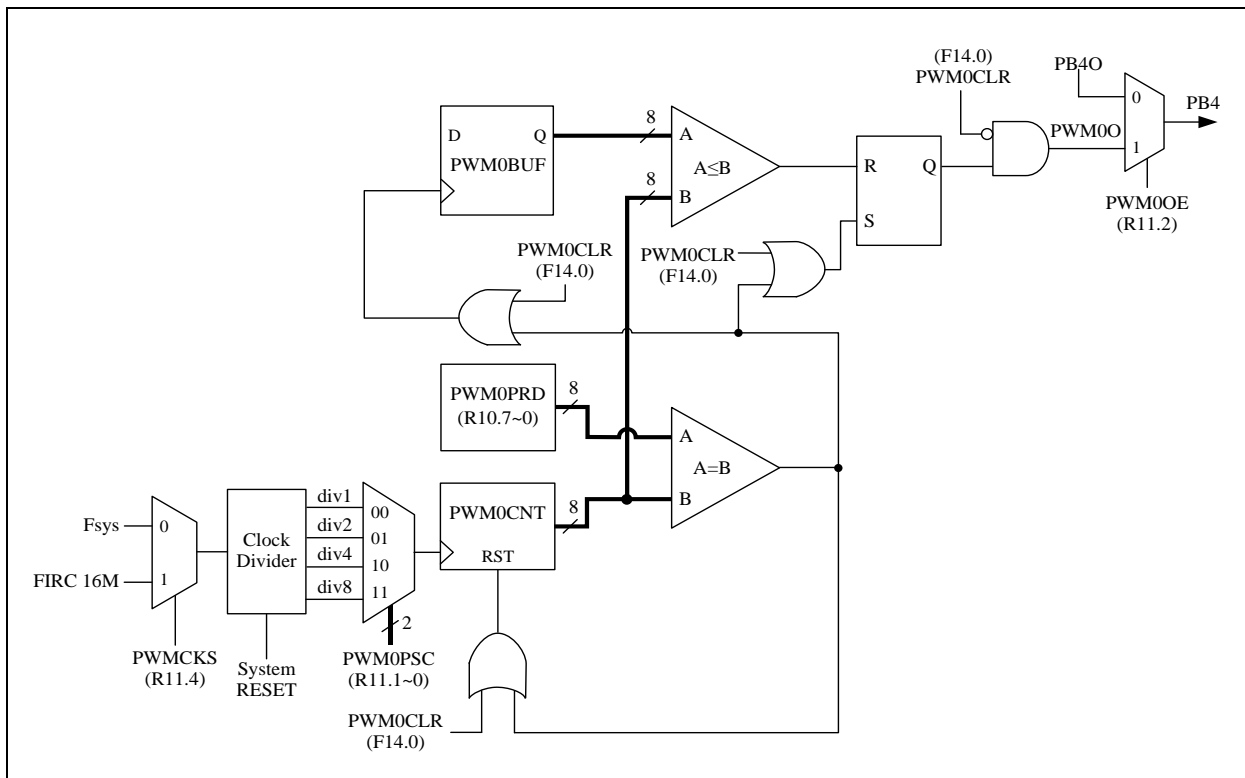 (F14.0)
PWM0CLR
PB4O
0
PB4
8
D
Q
PWM0BUF
A
A≤B
8
B
R
Q
PWM0O
1
S
PWM0OE
(R11.2)
PWM0CLR
(F14.0)
PWM0CLR
(F14.0)
PWM0PRD
(R10.7~0)
8
A
A=B
B
PWM0CNT
8
RST
Fsys
0
FIRC 16M
1
Clock
Divider
div1
div2
div4
div8
00
01
10
11
2
PWMCKS
(R11.4)
System
RESET
PWM0PSC
(R11.1~0)
PWM0CLR
(F14.0)